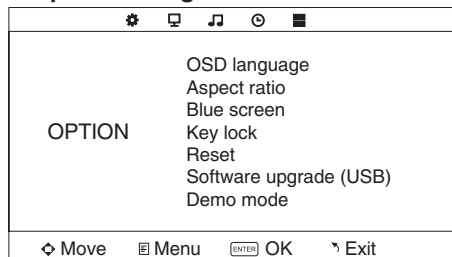 OSD language
Aspect ratio
Blue screen
OPTION
Key lock
Reset
Software upgrade (USB)
Demo mode
Move Menu ENTER OK Exit